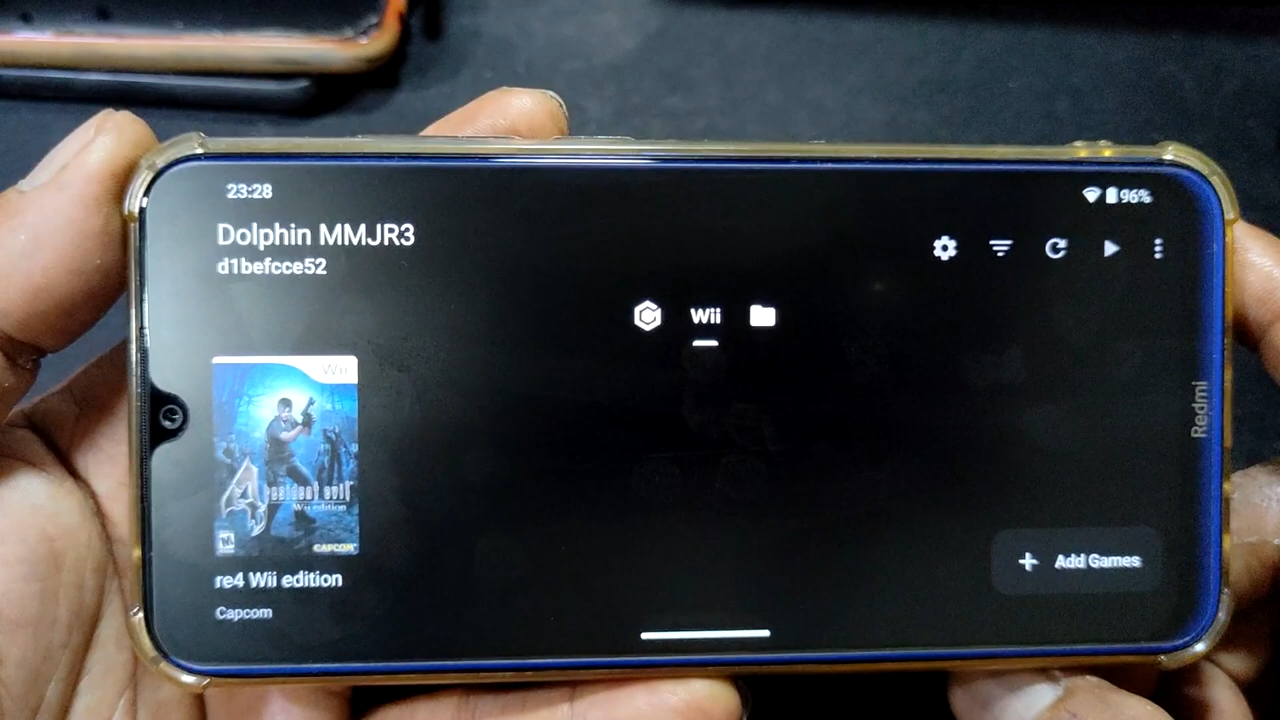 23:28
96%
Dolphin MMJR3
d1befcce52
Wii
Wii
resident evil
4
Wii edition
CAPCOM
re4 Wii edition
Capcom
Add Games
Redmi